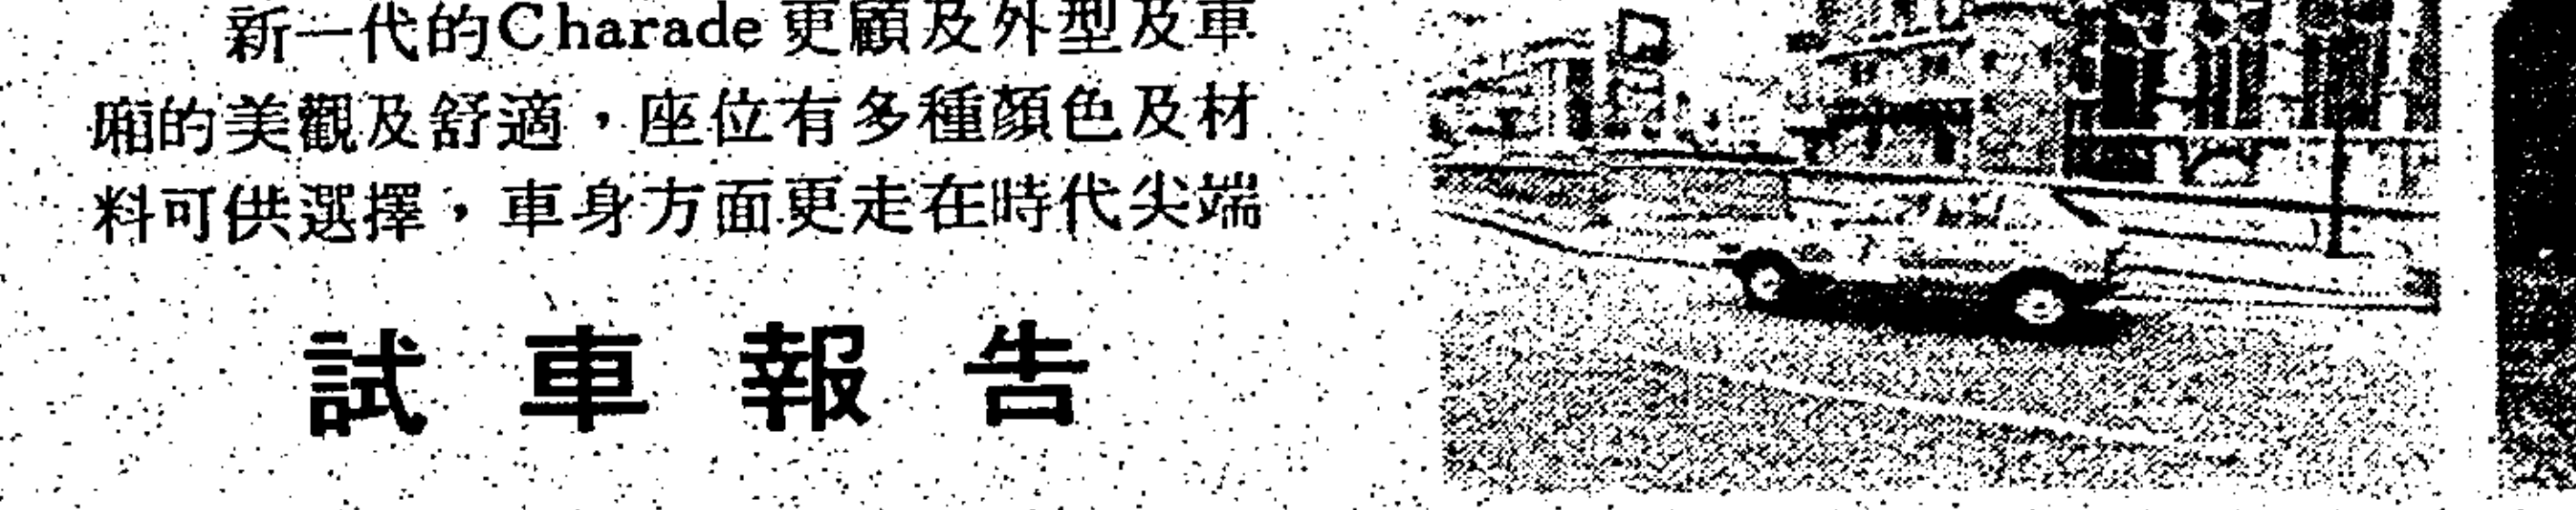 新一代的Charade更顧及外型及車
廂的美觀及舒適，座位有多種顏色及材
料可供選擇，車身方面更走在時代尖端
試車報告